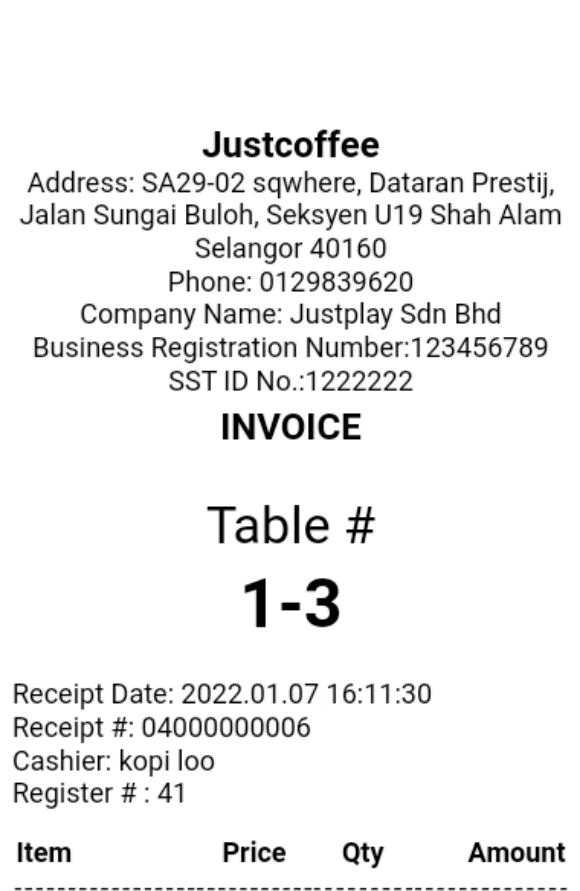 Justcoffee
Address: SA29-02 sqwhere, Dataran Prestij,
Jalan Sungai Buloh, Seksyen U19 Shah Alam
Selangor 40160
Phone: 0129839620
Company Name: Justplay Sdn Bhd
Business Registration Number:123456789
SST ID No.:1222222
INVOICE
Table #
1-3
Receipt Date: 2022.01.07 16:11:30
Receipt #: 04000000006
Cashier: kopi loo
Register # : 41
Item Price Qty Amount